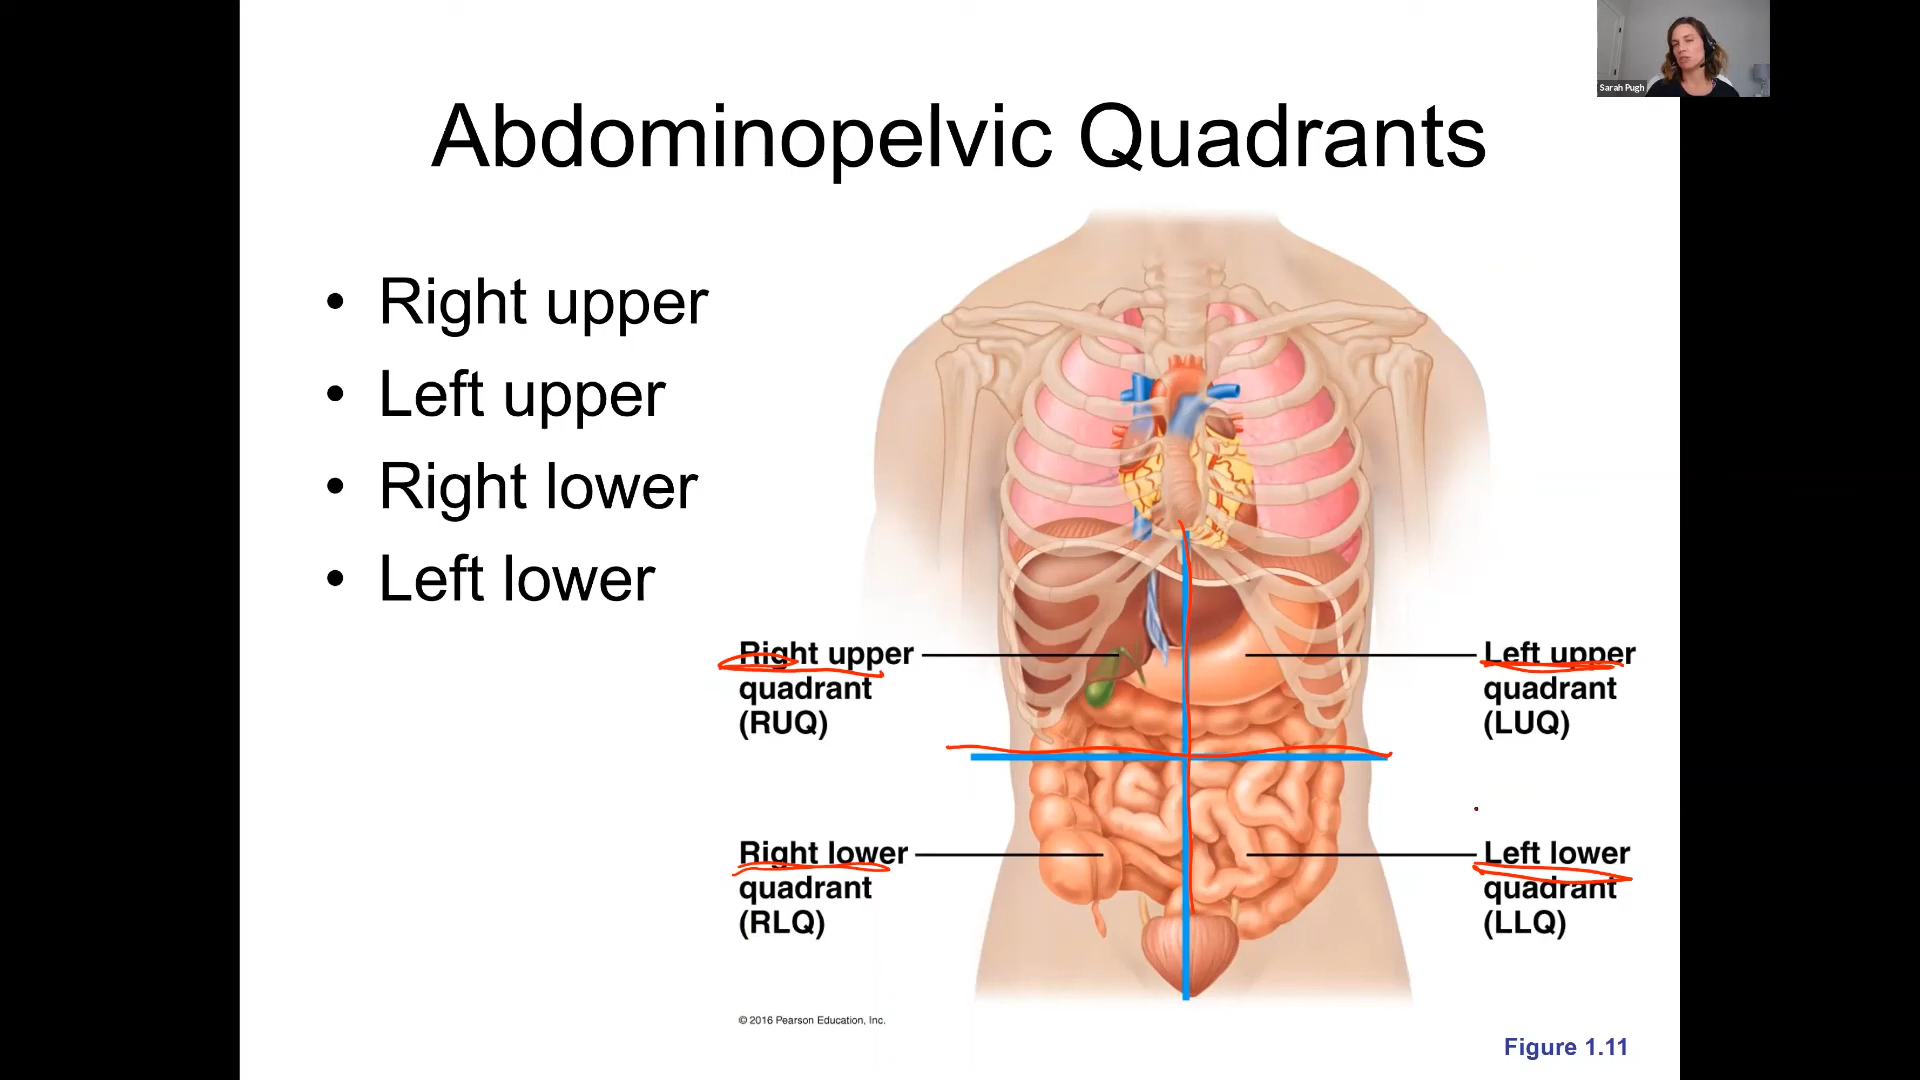 Sarah Pugh
Abdominopelvic Quadrants
• Right upper
• Left upper
• Right lower
• Left lower
Right upper
quadrant
(RUQ)
Left upper
quadrant
(LUQ)
Right lower
quadrant
(RLQ)
Left lower
quadrant
(LLQ)
© 2016 Pearson Education, Inc.
Figure 1.11